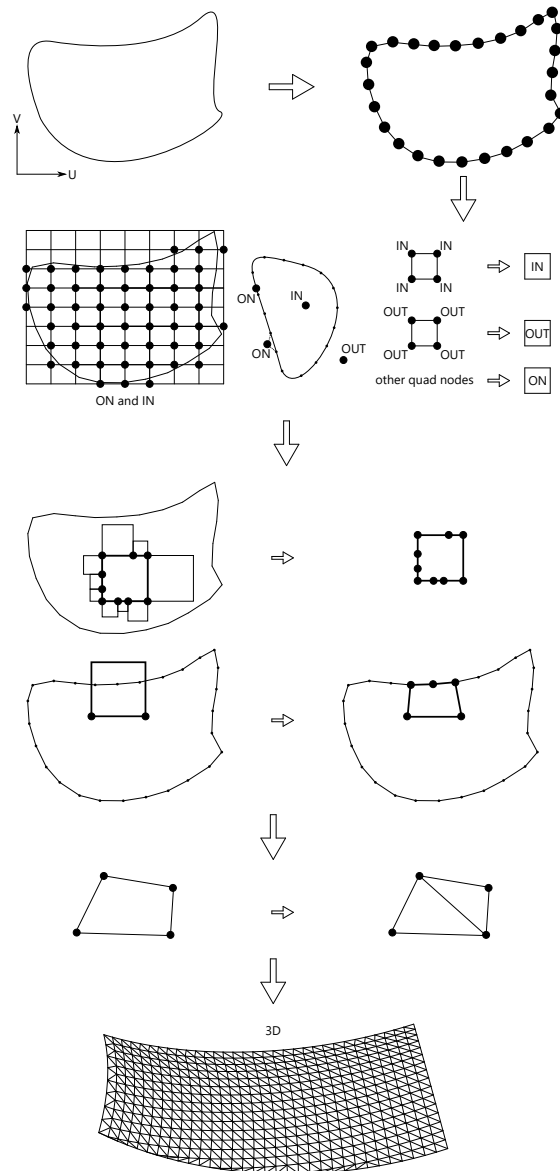 V
U
IN IN
IN IN
IN
ON
IN
OUT OUT
OUT OUT
OUT
ON
OUT
other quad nodes
ON
ON and IN
3D